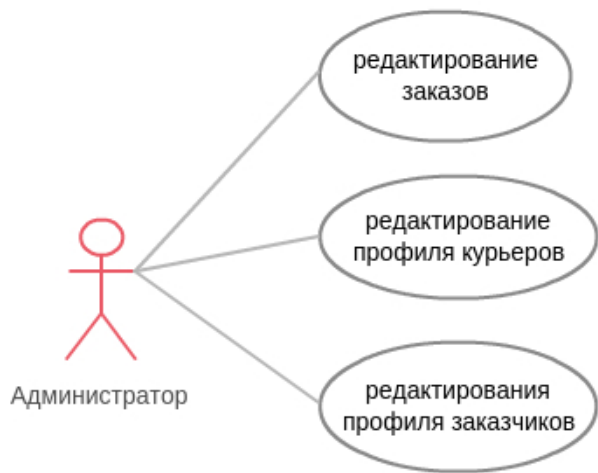 редактирование
заказов
редактирование
профиля курьеров
Администратор
редактирования
профиля заказчиков